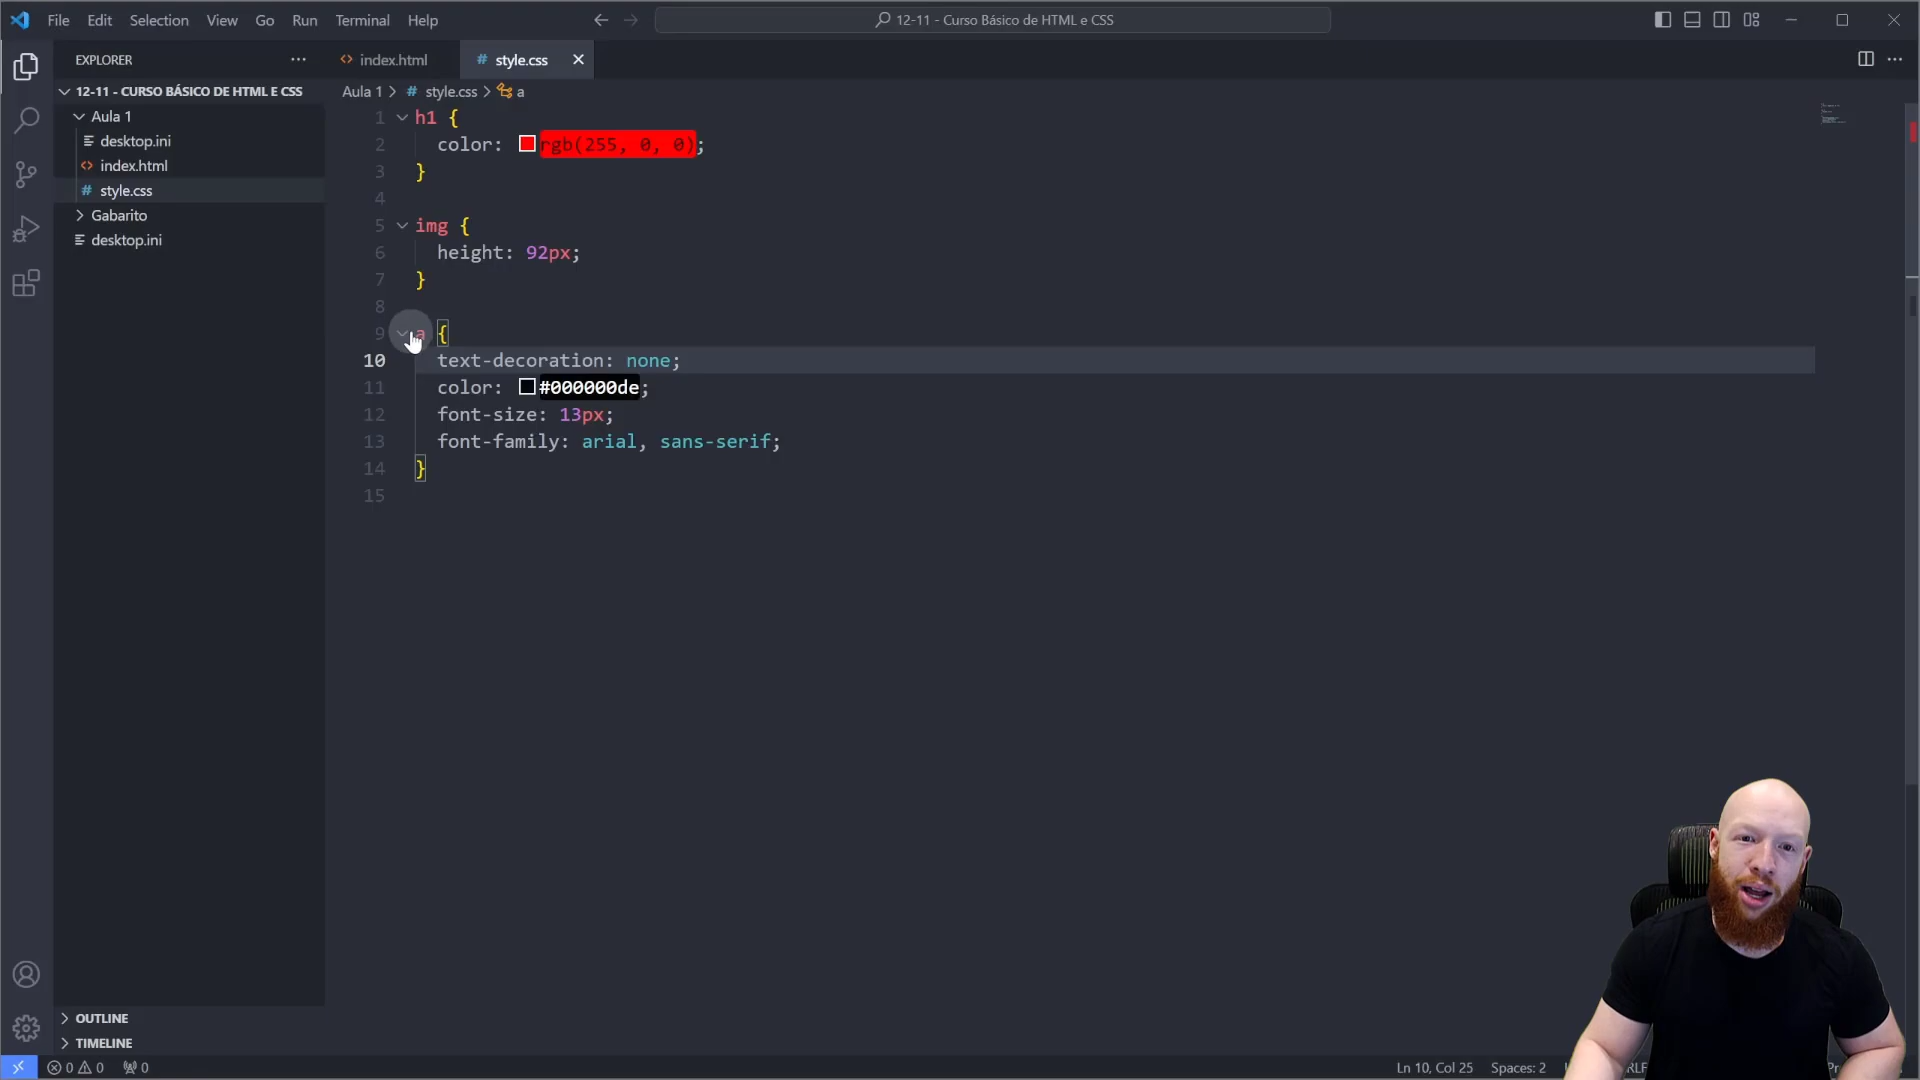 File Edit Selection View Go Run Terminal Help
12-11 - Curso Básico de HTML e CSS
EXPLORER
index.html
style.css
12-11 - CURSO BÁSICO DE HTML E CSS
Aula 1
desktop.ini
index.html
style.css
Gabarito
desktop.ini
OUTLINE
TIMELINE
Aula 1 > # style.css > a
1 h1 {
2 color: rgb(255, 0, 0);
3 }
4
5 img {
6 height: 92px;
7 }
8
9 a {
10 text-decoration: none;
11 color: #000000de;
12 font-size: 13px;
13 font-family: arial, sans-serif;
14 }
15
0 0 0
Ln 10, Col 25 Spaces: 2